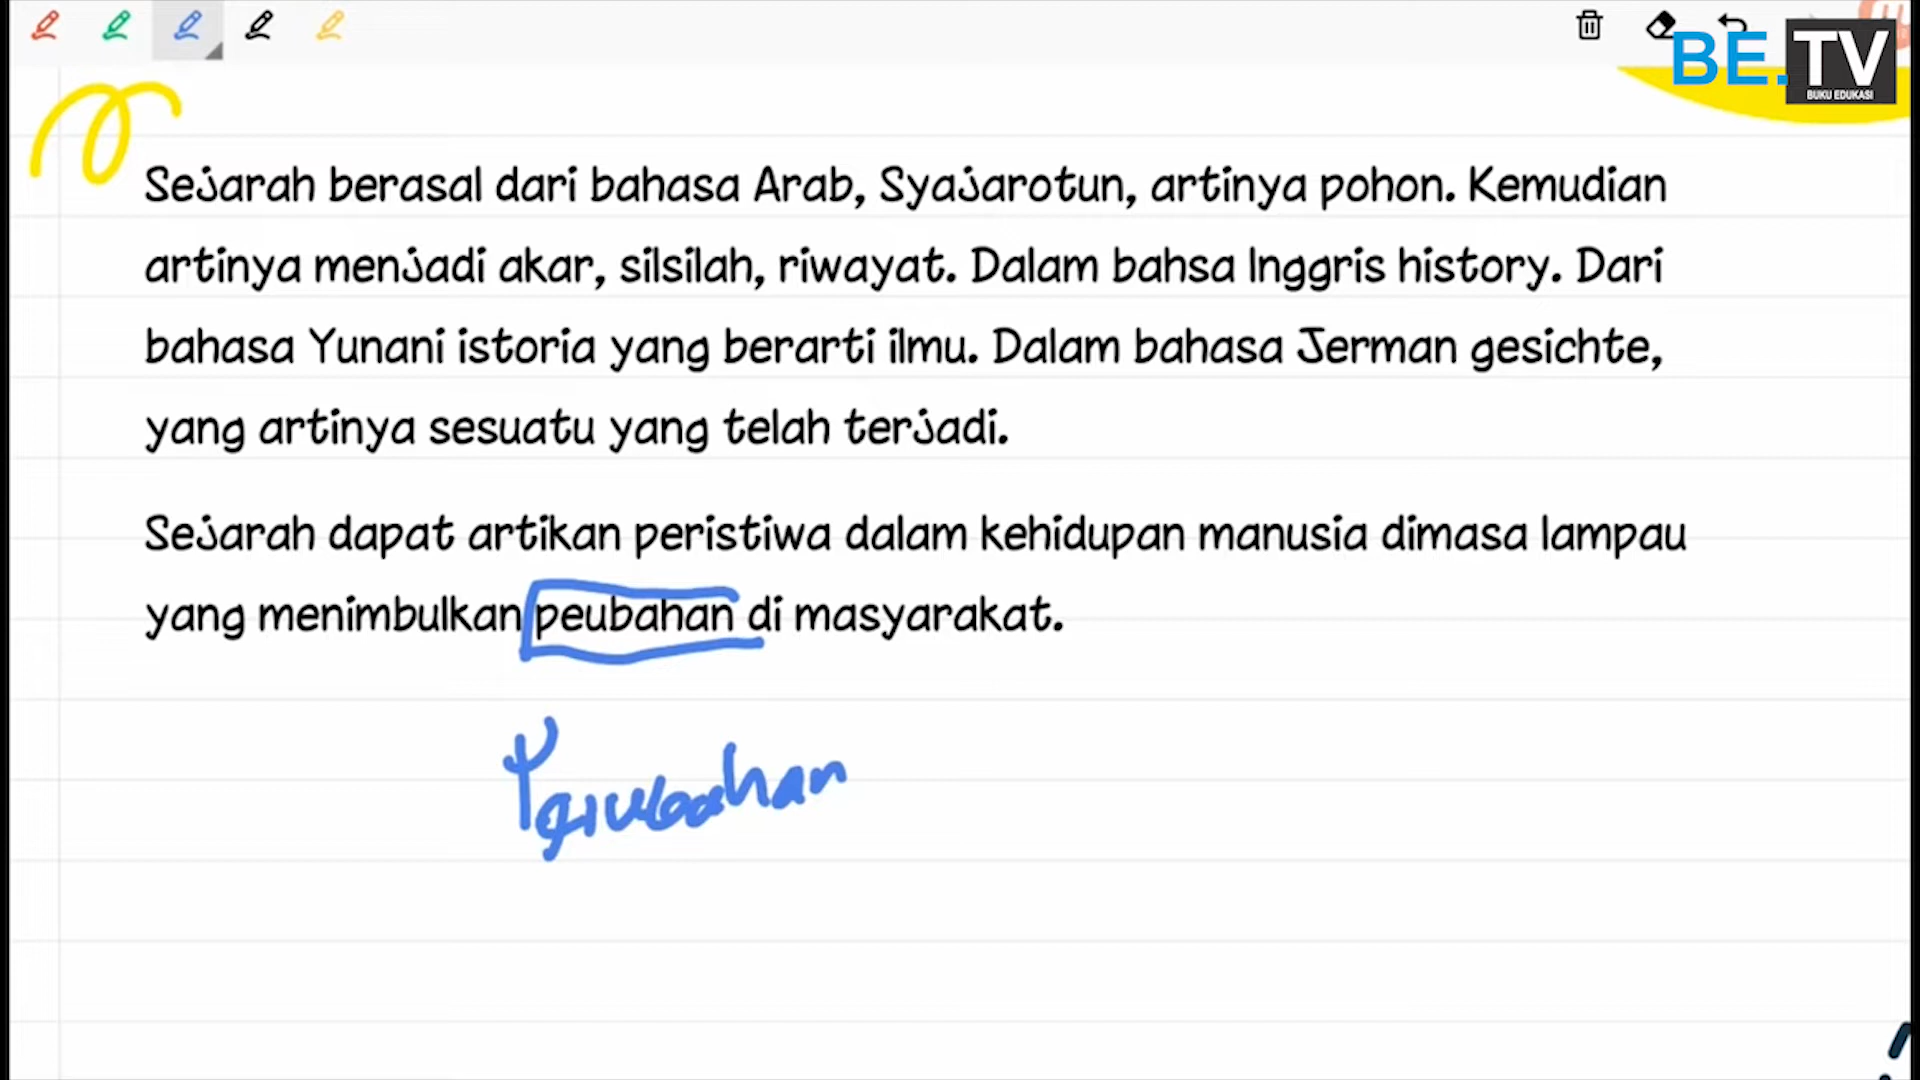 BE.TV
BUKU EDUKASI
Sejarah berasal dari bahasa Arab, Syajarotun, artinya pohon. Kemudian
artinya menjadi akar, silsilah, riwayat. Dalam bahsa Inggris history. Dari
bahasa Yunani istoria yang berarti ilmu. Dalam bahasa Jerman gesichte,
yang artinya sesuatu yang telah terjadi.
Sejarah dapat artikan peristiwa dalam kehidupan manusia dimasa lampau
yang menimbulkan peubahan di masyarakat.
Perubahan